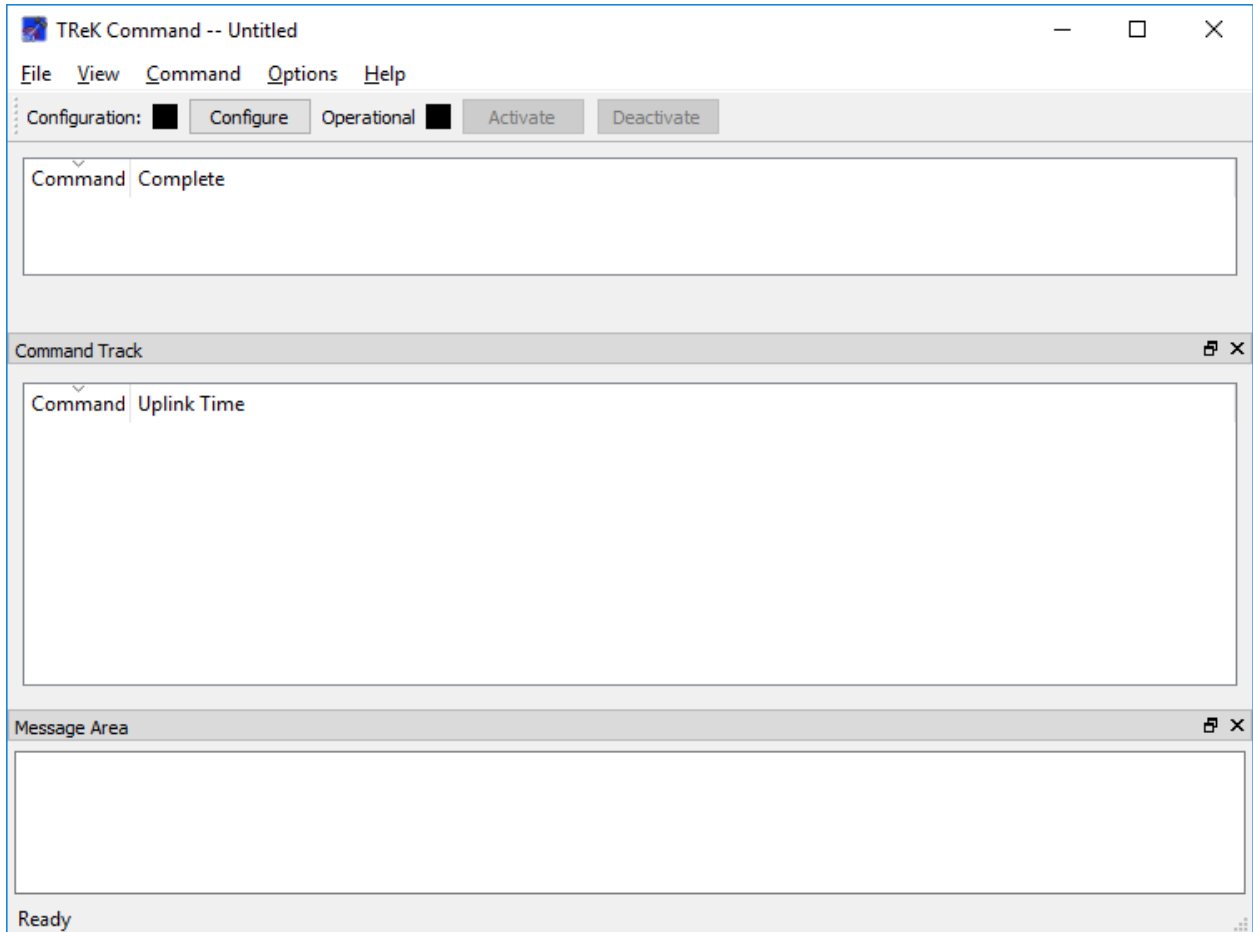 TReK Command -- Untitled
File View Command Options Help
Configuration: Configure Operational Activate Deactivate
Command Complete
Command Track
Command Uplink Time
Message Area
Ready